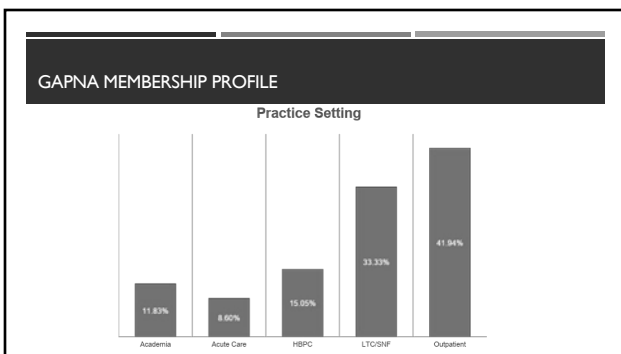 GAPNA MEMBERSHIP PROFILE
Practice Setting
41.94%
33.33%
15.05%
11.83%
8.60%
Academia Acute Care HBPC LTC/SNF Outpatient